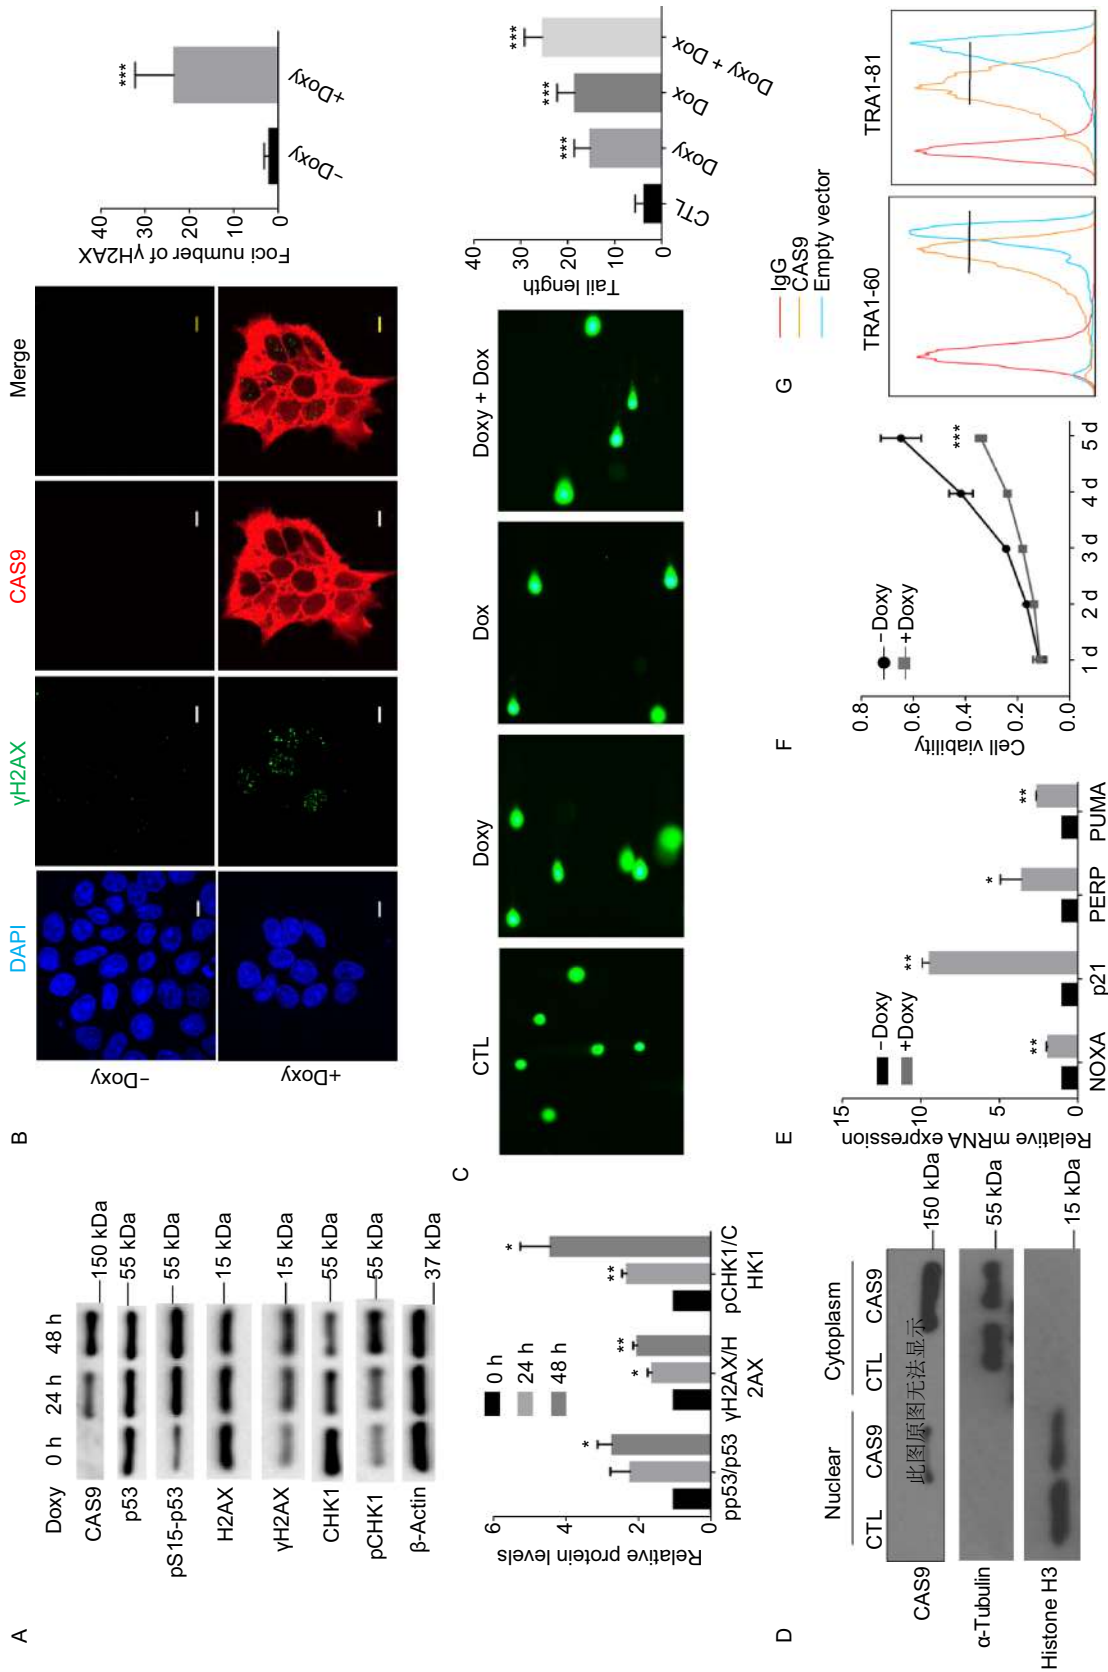 A
Doxy 0 h 24 h 48 h
CAS9 150 kDa
p53 55 kDa
pS15-p53 55 kDa
H2AX 15 kDa
γH2AX 15 kDa
CHK1 55 kDa
pCHK1 55 kDa
β-Actin 37 kDa
Relative protein levels
6
4
2
0
0 h
24 h
48 h
*
*
**
**
*
pp53/p53 γH2AX/H pCHK1/C
2AX HK1
B
DAPI γH2AX CAS9 Merge
−Doxy
+Doxy
Foci number of γH2AX
40
30
20
10
0
***
−Doxy +Doxy
C
CTL Doxy Dox Doxy + Dox
Tail length
40
30
20
10
0
***
***
***
CTL Doxy Dox Doxy + Dox
D
Nuclear Cytoplasm
CTL CAS9 CTL CAS9
CAS9 150 kDa
此图原图无法显示
α-Tubulin 55 kDa
Histone H3 15 kDa
E
Relative mRNA expression
15
10
5
0
−Doxy
+Doxy
**
**
*
**
NOXA p21 PERP PUMA
F
Cell viability
0.8
0.6
0.4
0.2
0.0
−Doxy
+Doxy
***
1 d 2 d 3 d 4 d 5 d
G
IgG
CAS9
Empty vector
TRA1-60 TRA1-81